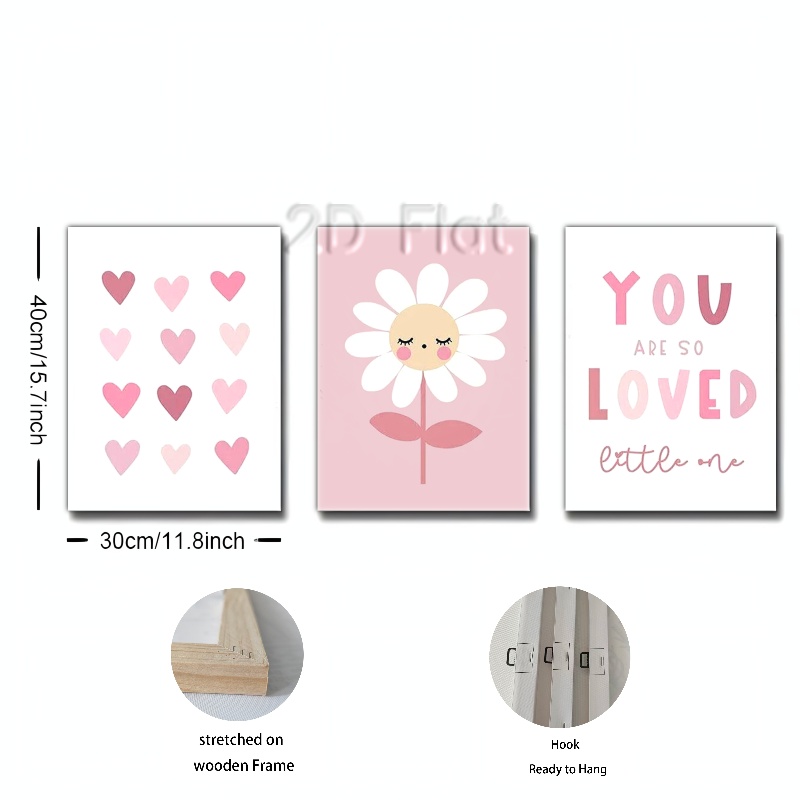 2D Flat
40cm/15.7inch
30cm/11.8inch
YOU
ARE SO
LOVED
little one
stretched on
wooden Frame
Hook
Ready to Hang